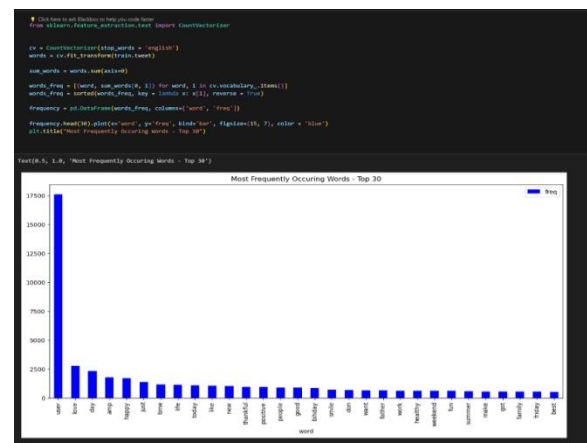 Click here to ask Blackbox to help you code faster
from sklearn.feature_extraction.text import CountVectorizer
cv = CountVectorizer(stop_words = 'english')
words = cv.fit_transform(train.tweet)
sum_words = words.sum(axis=0)
words_freq = [(word, sum_words[0, i]) for word, i in cv.vocabulary_.items()]
words_freq = sorted(words_freq, key = lambda x: x[1], reverse = True)
frequency = pd.DataFrame(words_freq, columns=['word', 'freq'])
frequency.head(30).plot(x='word', y='freq', kind='bar', figsize=(15, 7), color = 'blue')
plt.title("Most Frequently Occuring Words - Top 30")
Text(0.5, 1.0, 'Most Frequently Occuring Words - Top 30')
Most Frequently Occuring Words - Top 30
freq
17500
15000
12500
10000
7500
5000
2500
0
user
love
day
amp
happy
just
time
life
today
like
new
thankful
positive
people
good
bihday
smile
don
want
father
work
healthy
weekend
fun
summer
make
got
family
friday
best
word